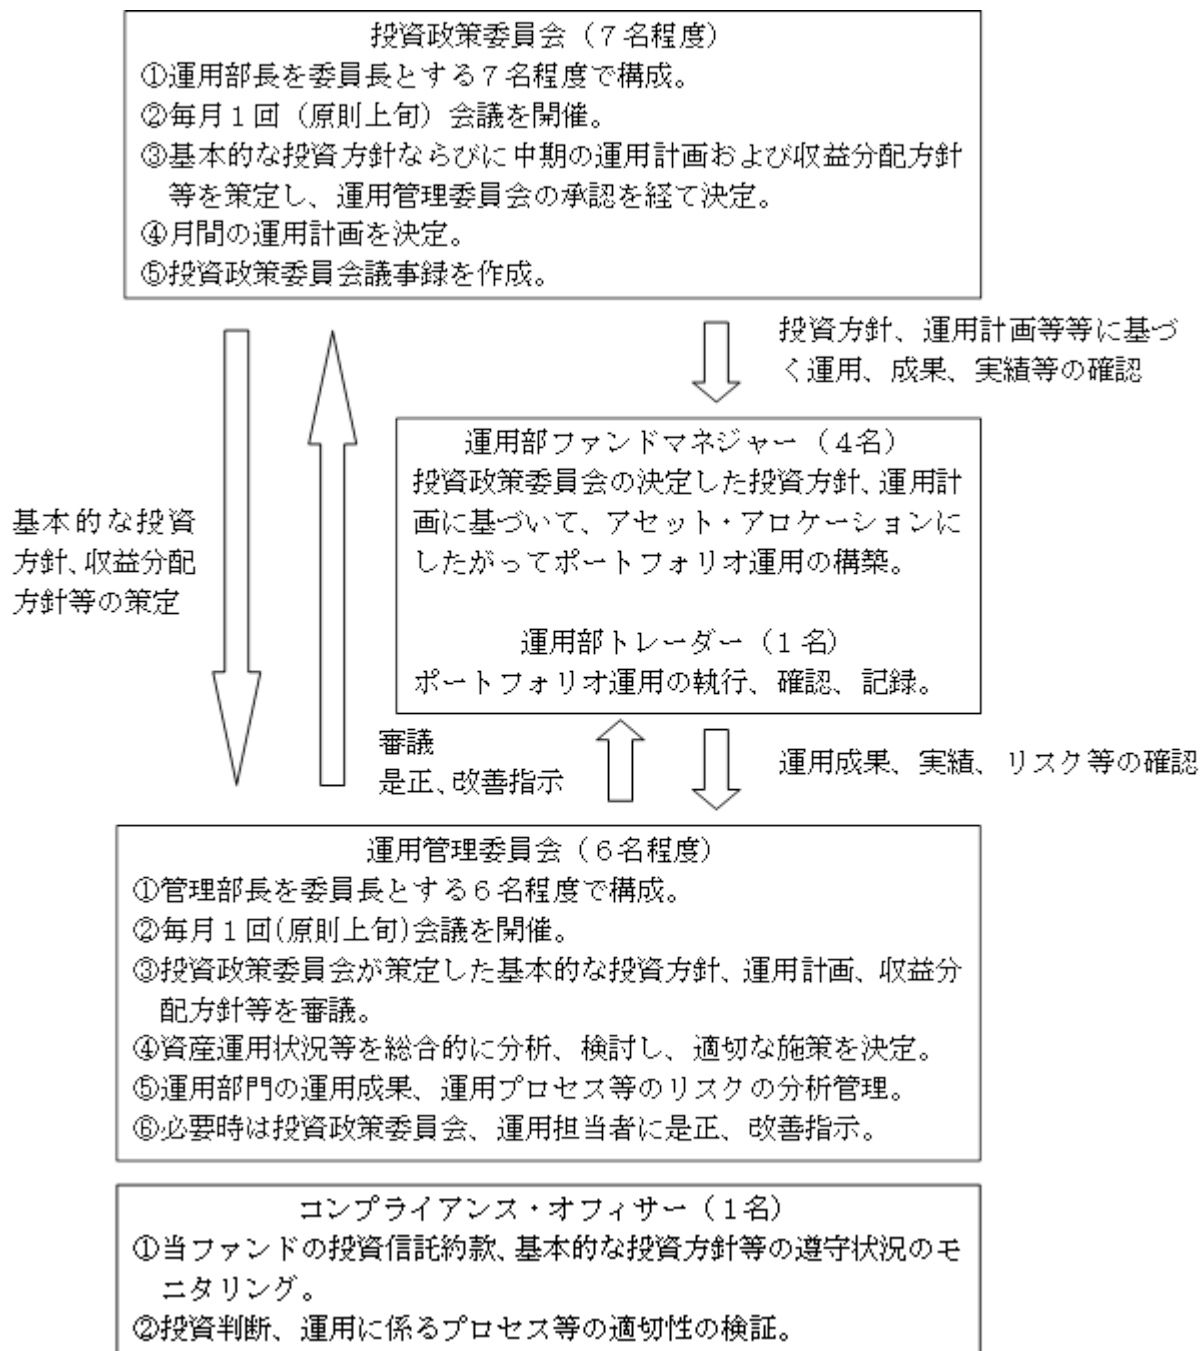 投資政策委員会（７名程度）
①運用部長を委員長とする７名程度で構成。
②毎月１回（原則上旬）会議を開催。
③基本的な投資方針ならびに中期の運用計画および収益分配方針
等を策定し、運用管理委員会の承認を経て決定。
④月間の運用計画を決定。
⑤投資政策委員会議事録を作成。
投資方針、運用計画等等に基づ
く運用、成果、実績等の確認
運用部ファンドマネジャー（４名）
投資政策委員会の決定した投資方針、運用計
画に基づいて、アセット・アロケーションに
したがってポートフォリオ運用の構築。
運用部トレーダー（１名）
ポートフォリオ運用の執行、確認、記録。
基本的な投資
方針、収益分配
方針等の策定
審議
是正、改善指示
運用成果、実績、リスク等の確認
運用管理委員会（６名程度）
①管理部長を委員長とする６名程度で構成。
②毎月１回(原則上旬)会議を開催。
③投資政策委員会が策定した基本的な投資方針、運用計画、収益分
配方針等を審議。
④資産運用状況等を総合的に分析、検討し、適切な施策を決定。
⑤運用部門の運用成果、運用プロセス等のリスクの分析管理。
⑥必要時は投資政策委員会、運用担当者に是正、改善指示。
コンプライアンス・オフィサー（１名）
①当ファンドの投資信託約款、基本的な投資方針等の遵守状況のモ
ニタリング。
②投資判断、運用に係るプロセス等の適切性の検証。